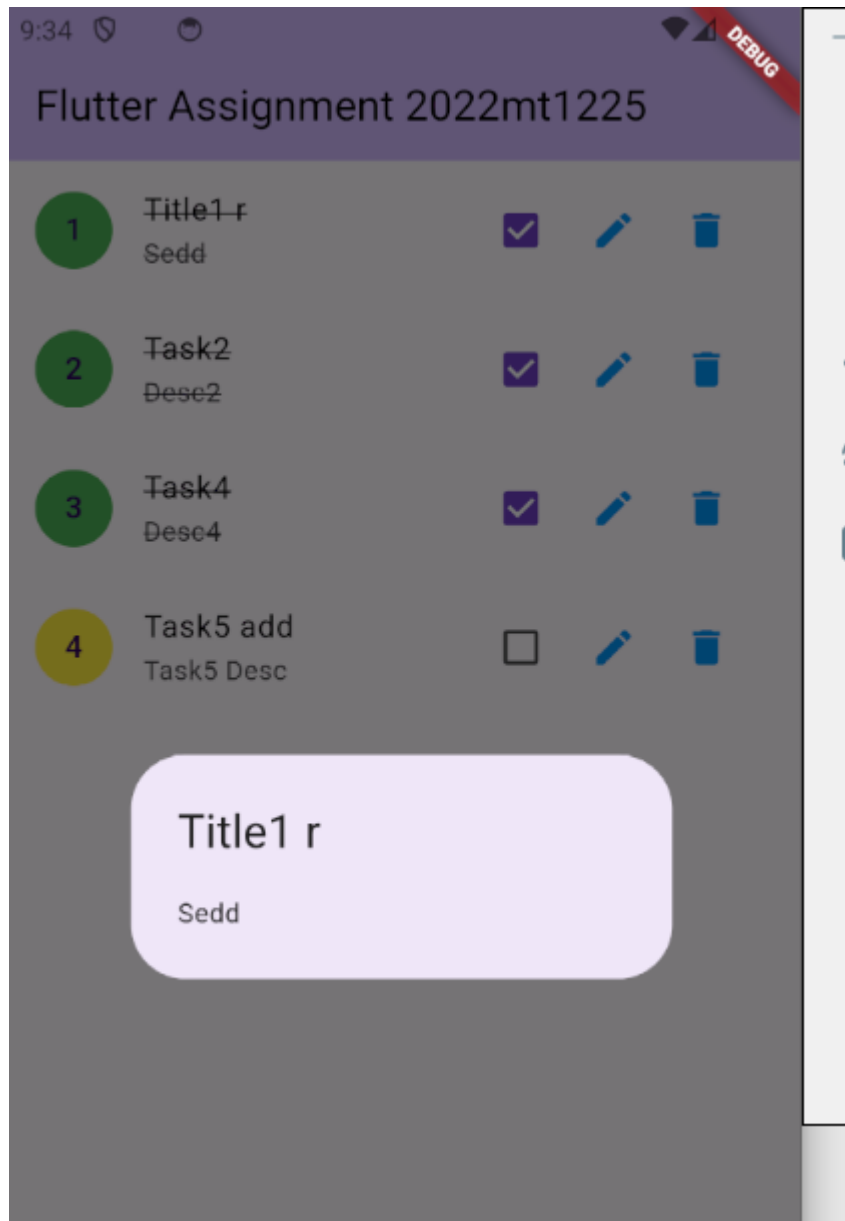 9:34
DEBUG
Flutter Assignment 2022mt1225
1
Title1 r
Sedd
2
Task2
Desc2
3
Task4
Desc4
4
Task5 add
Task5 Desc
Title1 r
Sedd